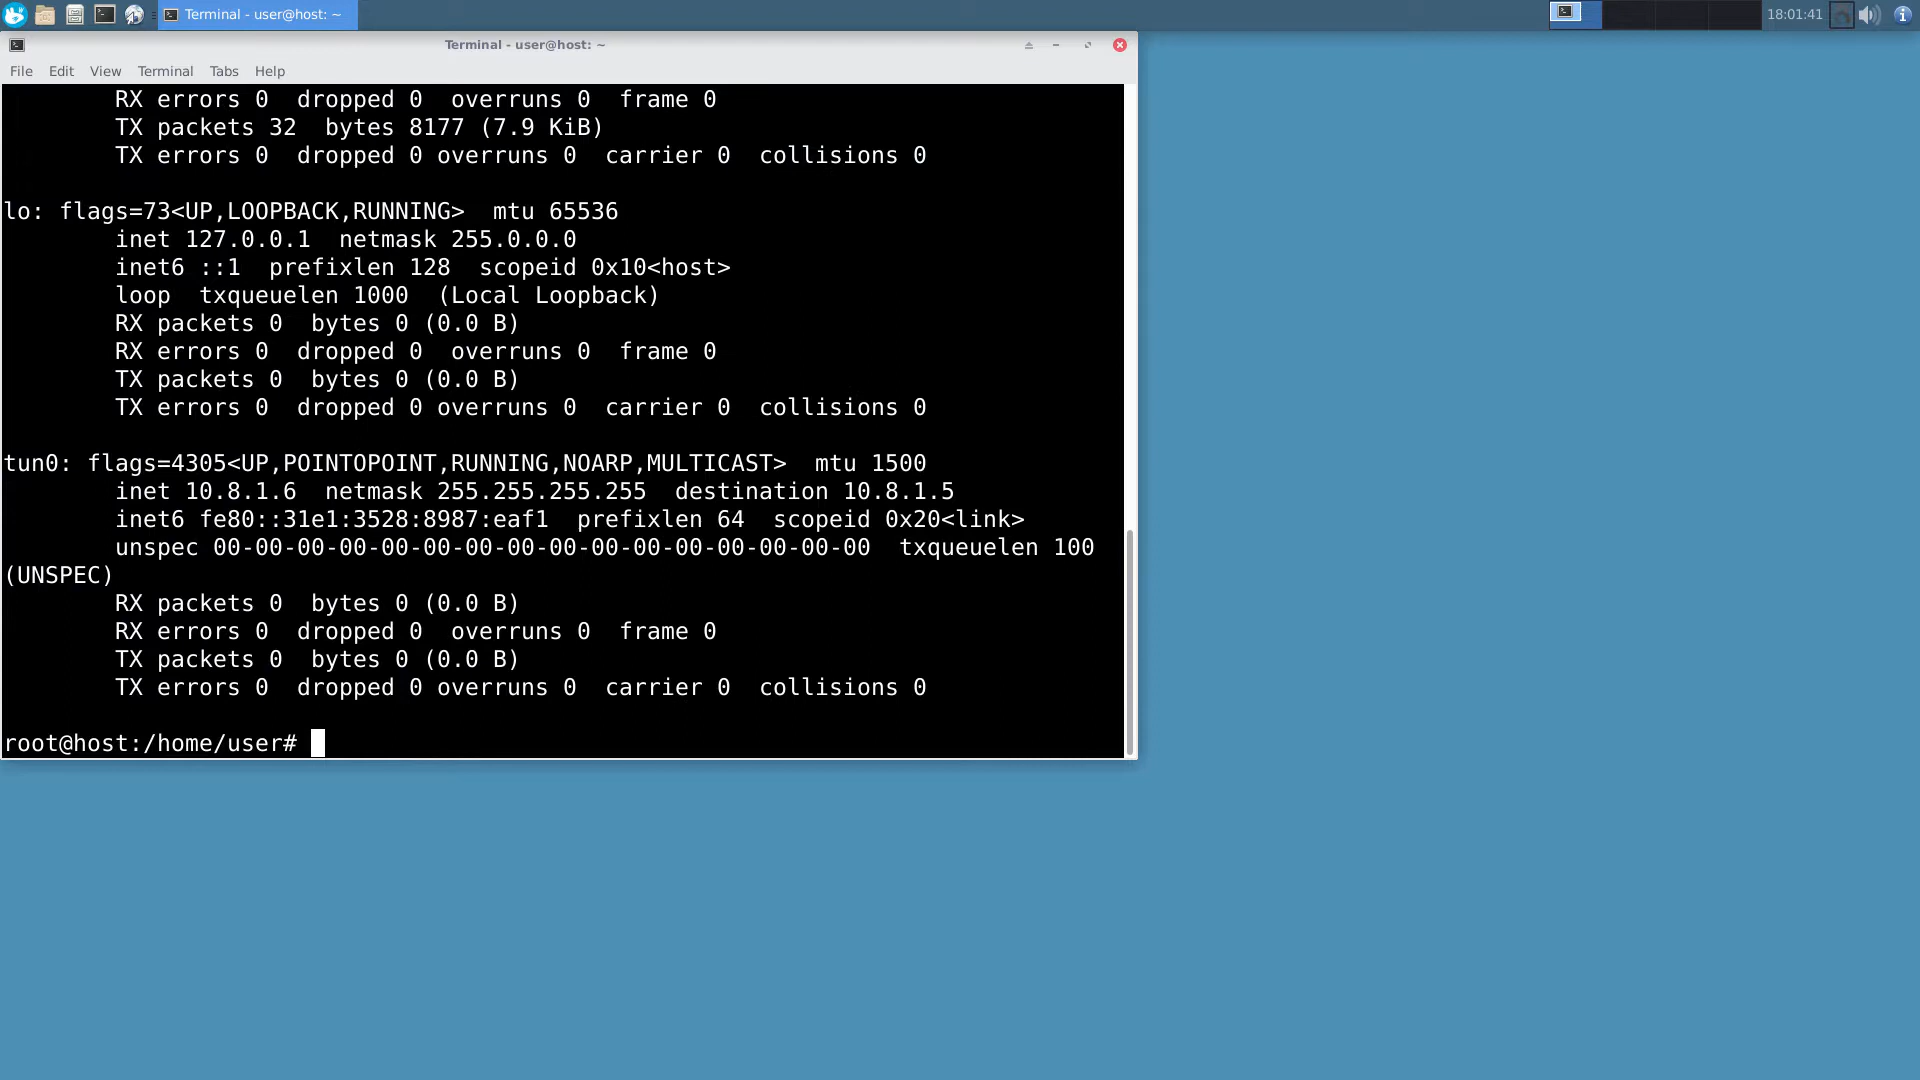 Terminal - user@host: ~
18:01:41
Terminal - user@host: ~
File Edit View Terminal Tabs Help
RX errors 0  dropped 0  overruns 0  frame 0
TX packets 32  bytes 8177 (7.9 KiB)
TX errors 0  dropped 0 overruns 0  carrier 0  collisions 0
lo: flags=73<UP,LOOPBACK,RUNNING>  mtu 65536
inet 127.0.0.1  netmask 255.0.0.0
inet6 ::1  prefixlen 128  scopeid 0x10<host>
loop  txqueuelen 1000  (Local Loopback)
RX packets 0  bytes 0 (0.0 B)
RX errors 0  dropped 0  overruns 0  frame 0
TX packets 0  bytes 0 (0.0 B)
TX errors 0  dropped 0 overruns 0  carrier 0  collisions 0
tun0: flags=4305<UP,POINTOPOINT,RUNNING,NOARP,MULTICAST>  mtu 1500
inet 10.8.1.6  netmask 255.255.255.255  destination 10.8.1.5
inet6 fe80::31e1:3528:8987:eaf1  prefixlen 64  scopeid 0x20<link>
unspec 00-00-00-00-00-00-00-00-00-00-00-00-00-00-00-00  txqueuelen 100
(UNSPEC)
RX packets 0  bytes 0 (0.0 B)
RX errors 0  dropped 0  overruns 0  frame 0
TX packets 0  bytes 0 (0.0 B)
TX errors 0  dropped 0 overruns 0  carrier 0  collisions 0
root@host:/home/user#